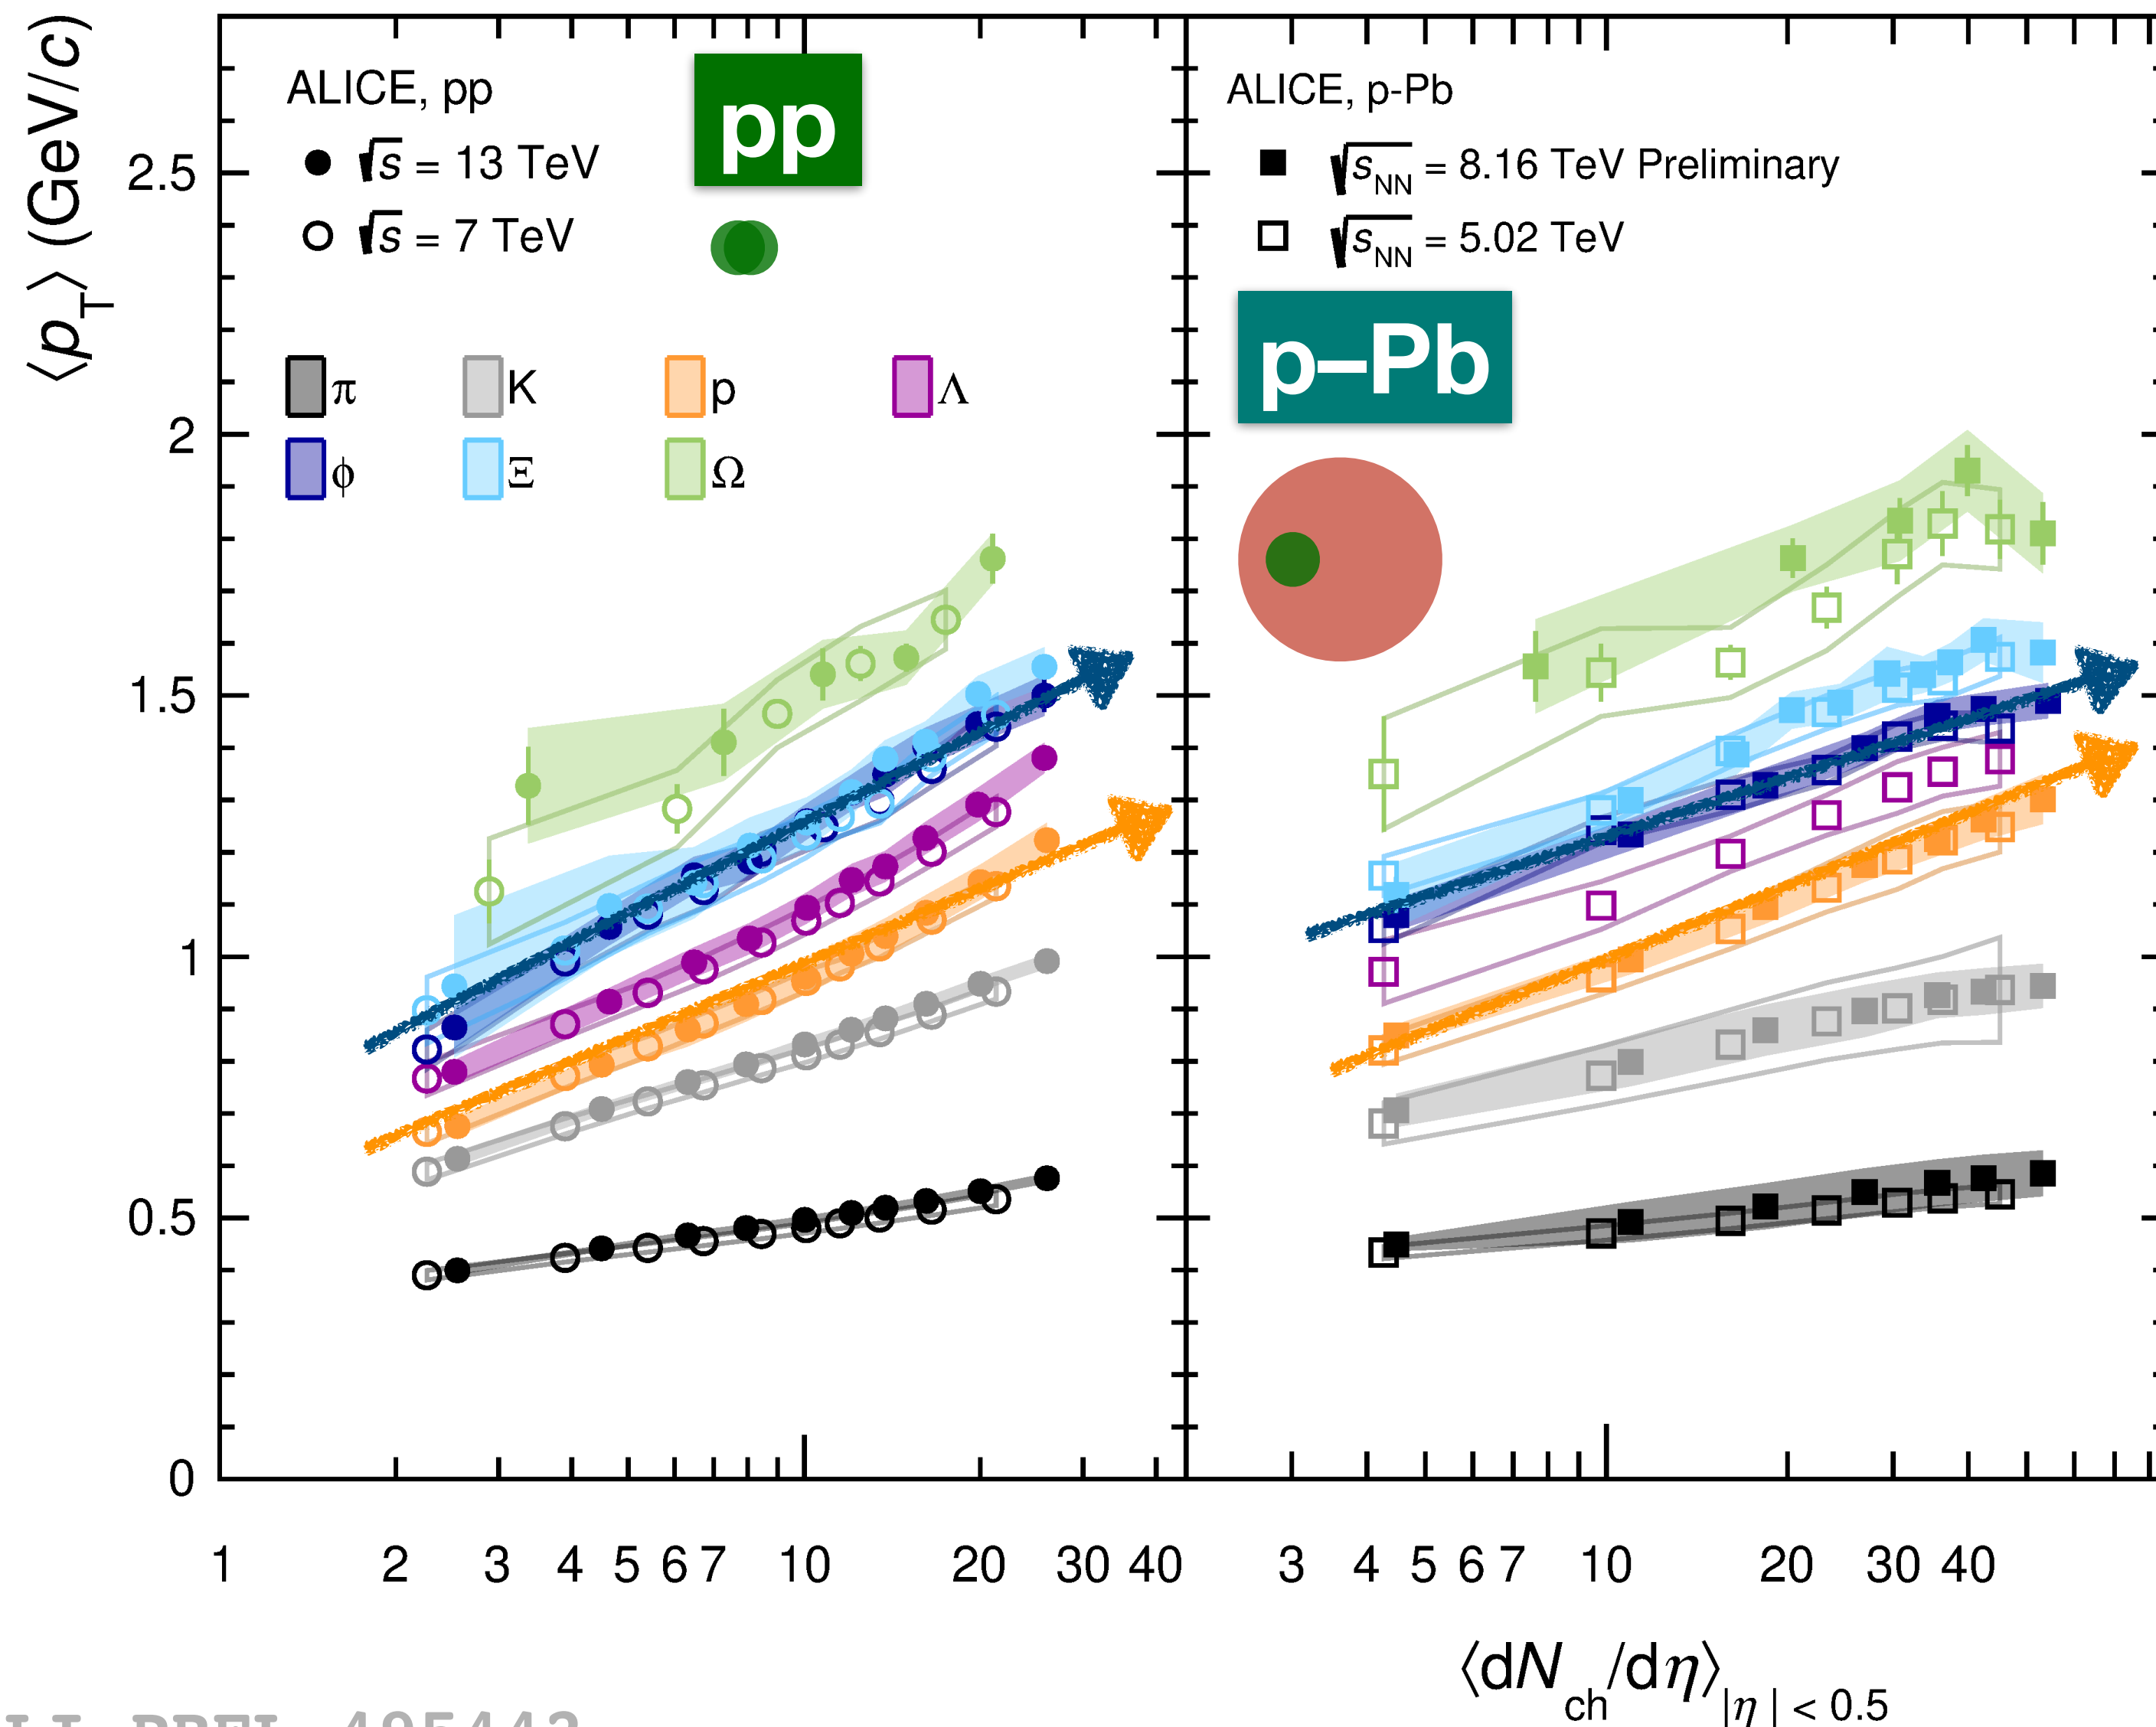 ⟨pT⟩ (GeV/c)
ALICE, pp
√s = 13 TeV
√s = 7 TeV
pp
π K p Λ
ϕ Ξ Ω
ALICE, p-Pb
√sNN = 8.16 TeV Preliminary
√sNN = 5.02 TeV
p–Pb
2.5
2
1.5
1
0.5
0
1 2 3 4 5 6 7 10 20 30 40
3 4 5 6 7 10 20 30 40
⟨dNch/dη⟩|η| < 0.5